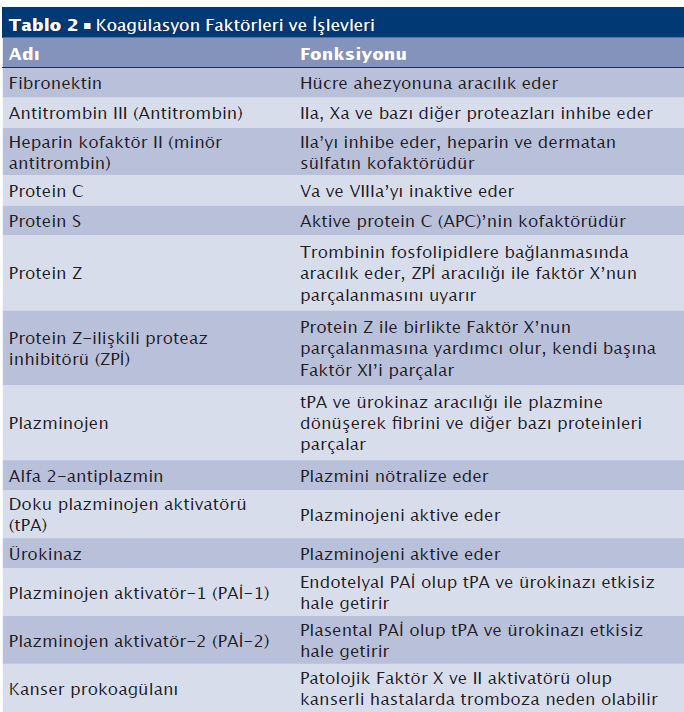 Tablo 2 ▪ Koagülasyon Faktörleri ve İşlevleri
Adı Fonksiyonu
Fibronektin Hücre ahezyonuna aracılık eder
Antitrombin III (Antitrombin) IIa, Xa ve bazı diğer proteazları inhibe eder
Heparin kofaktör II (minör
antitrombin)
IIa’yı inhibe eder, heparin ve dermatan
sülfatın kofaktörüdür
Protein C Va ve VIIIa’yı inaktive eder
Protein S Aktive protein C (APC)’nin kofaktörüdür
Protein Z
Trombinin fosfolipidlere bağlanmasında
aracılık eder, ZPİ aracılığı ile faktör X’nun
parçalanmasını uyarır
Protein Z-ilişkili proteaz
inhibitörü (ZPİ)
Protein Z ile birlikte Faktör X’nun
parçalanmasına yardımcı olur, kendi başına
Faktör XI’i parçalar
Plazminojen
tPA ve ürokinaz aracılığı ile plazmine
dönüşerek fibrini ve diğer bazı proteinleri
parçalar
Alfa 2-antiplazmin Plazmini nötralize eder
Doku plazminojen aktivatörü
(tPA)
Plazminojeni aktive eder
Ürokinaz Plazminojeni aktive eder
Plazminojen aktivatör-1 (PAİ-1)
Endotelyal PAİ olup tPA ve ürokinazı etkisiz
hale getirir
Plazminojen aktivatör-2 (PAİ-2)
Plasental PAİ olup tPA ve ürokinazı etkisiz
hale getirir
Kanser prokoagülanı
Patolojik Faktör X ve II aktivatörü olup
kanserli hastalarda tromboza neden olabilir